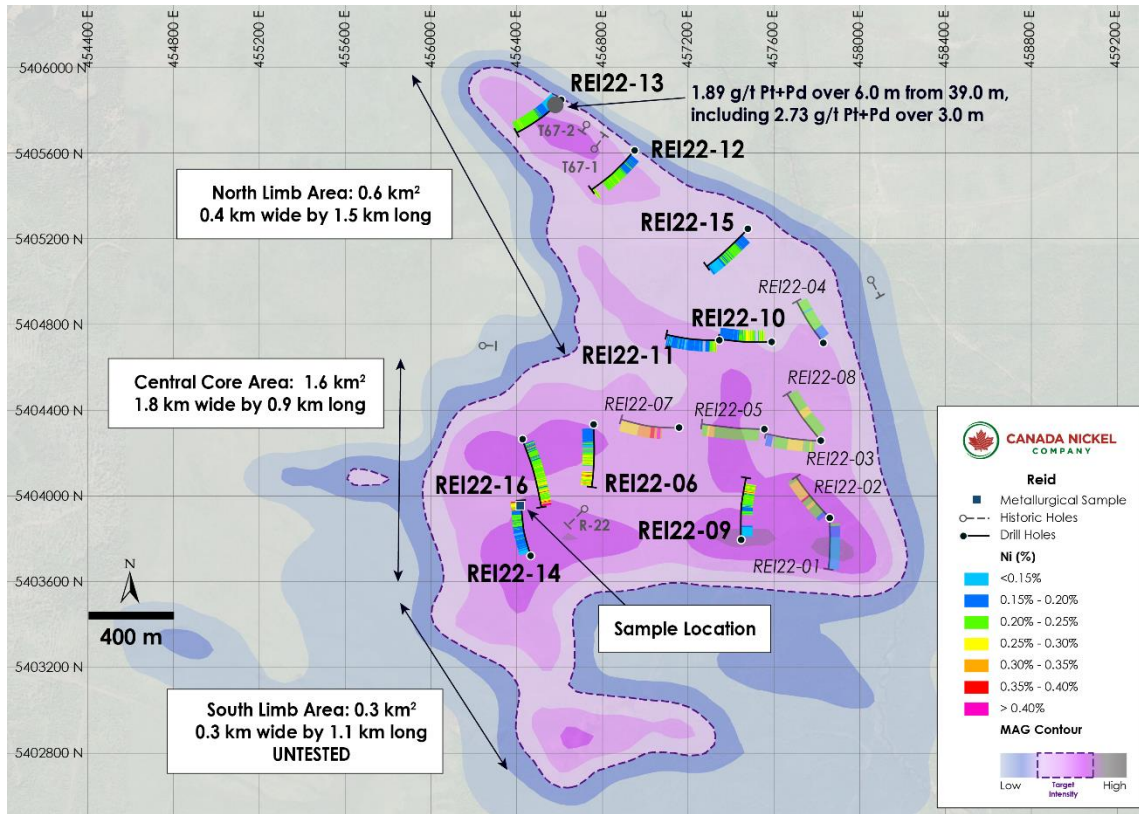 454400 E
454800 E
455200 E
455600 E
456000 E
456400 E
456800 E
457200 E
457600 E
458000 E
458400 E
458800 E
459200 E
5406000 N
5405600 N
5405200 N
5404800 N
5404400 N
5404000 N
5403600 N
5403200 N
5402800 N
REI22-13
1.89 g/t Pt+Pd over 6.0 m from 39.0 m,
including 2.73 g/t Pt+Pd over 3.0 m
T67-2
T67-1
REI22-12
North Limb Area: 0.6 km²
0.4 km wide by 1.5 km long
REI22-15
REI22-04
REI22-10
REI22-11
REI22-08
Central Core Area: 1.6 km²
1.8 km wide by 0.9 km long
REI22-07
REI22-05
REI22-03
REI22-16
REI22-06
REI22-02
R-22
REI22-09
REI22-14
REI22-01
N
400 m
Sample Location
South Limb Area: 0.3 km²
0.3 km wide by 1.1 km long
UNTESTED
CANADA NICKEL
COMPANY
Reid
Metallurgical Sample
Historic Holes
Drill Holes
Ni (%)
<0.15%
0.15% - 0.20%
0.20% - 0.25%
0.25% - 0.30%
0.30% - 0.35%
0.35% - 0.40%
> 0.40%
MAG Contour
Low
Target
Intensity
High